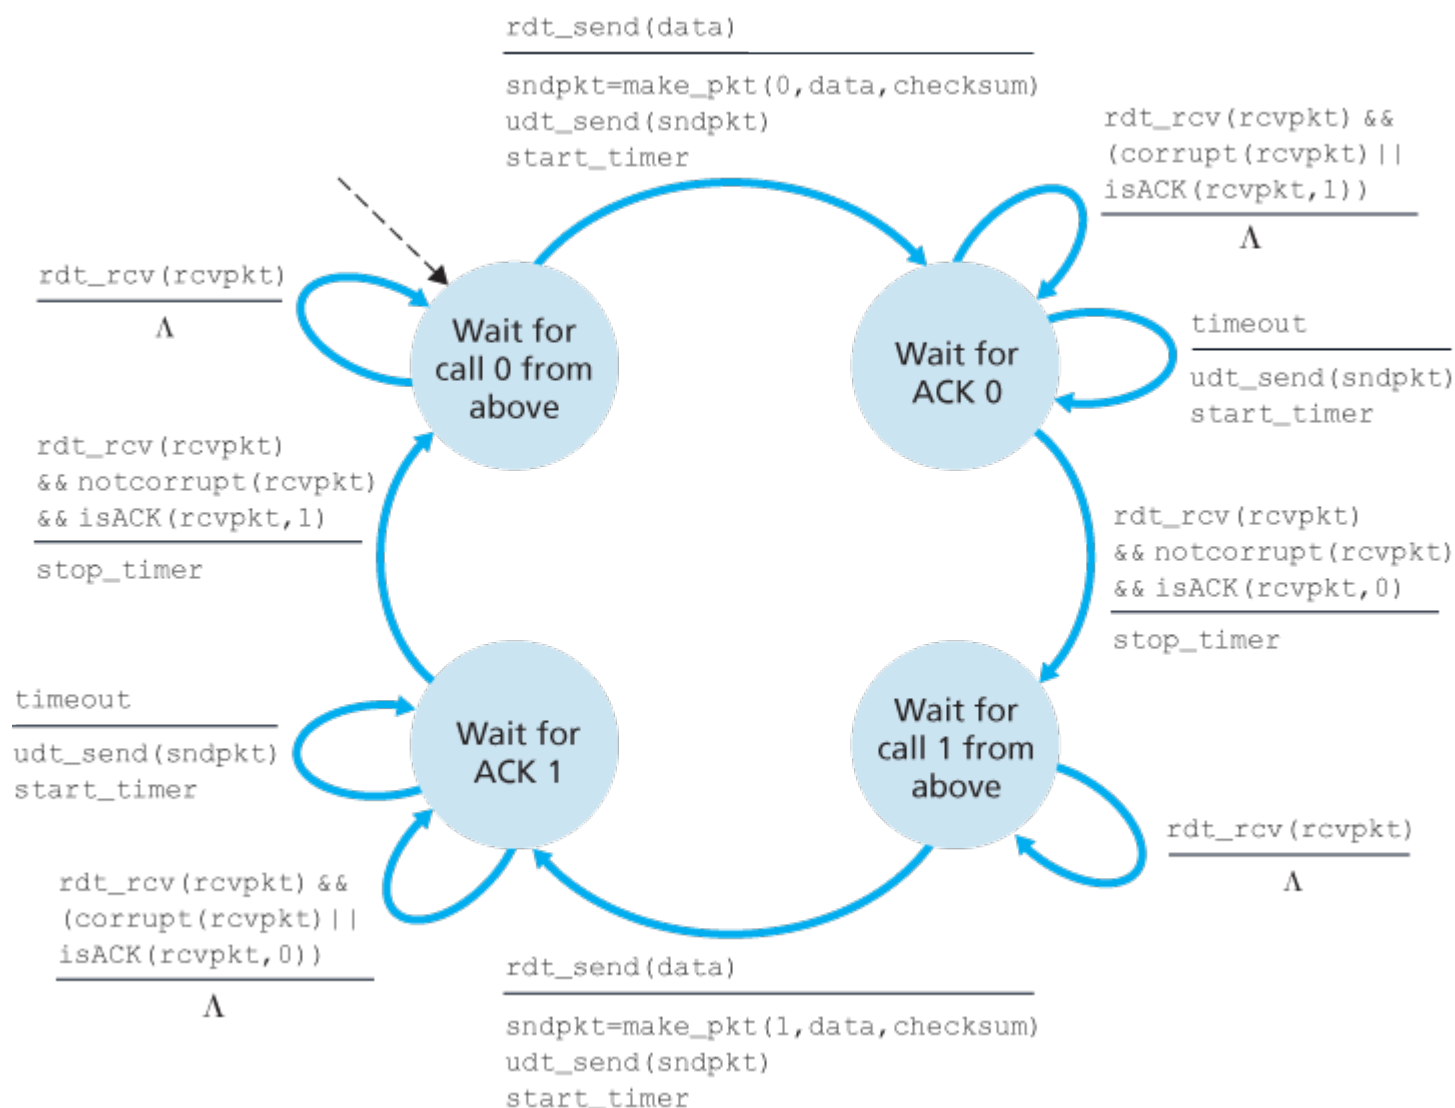 rdt_send(data)
sndpkt=make_pkt(0,data,checksum)
udt_send(sndpkt)
start_timer
rdt_rcv(rcvpkt) &&
(corrupt(rcvpkt)||
isACK(rcvpkt,1))
Λ
rdt_rcv(rcvpkt)
Λ
Wait for
call 0 from
above
Wait for
ACK 0
timeout
udt_send(sndpkt)
start_timer
rdt_rcv(rcvpkt)
&& notcorrupt(rcvpkt)
&& isACK(rcvpkt,1)
stop_timer
rdt_rcv(rcvpkt)
&& notcorrupt(rcvpkt)
&& isACK(rcvpkt,0)
stop_timer
timeout
udt_send(sndpkt)
start_timer
Wait for
ACK 1
Wait for
call 1 from
above
rdt_rcv(rcvpkt)
Λ
rdt_rcv(rcvpkt) &&
(corrupt(rcvpkt)||
isACK(rcvpkt,0))
Λ
rdt_send(data)
sndpkt=make_pkt(1,data,checksum)
udt_send(sndpkt)
start_timer